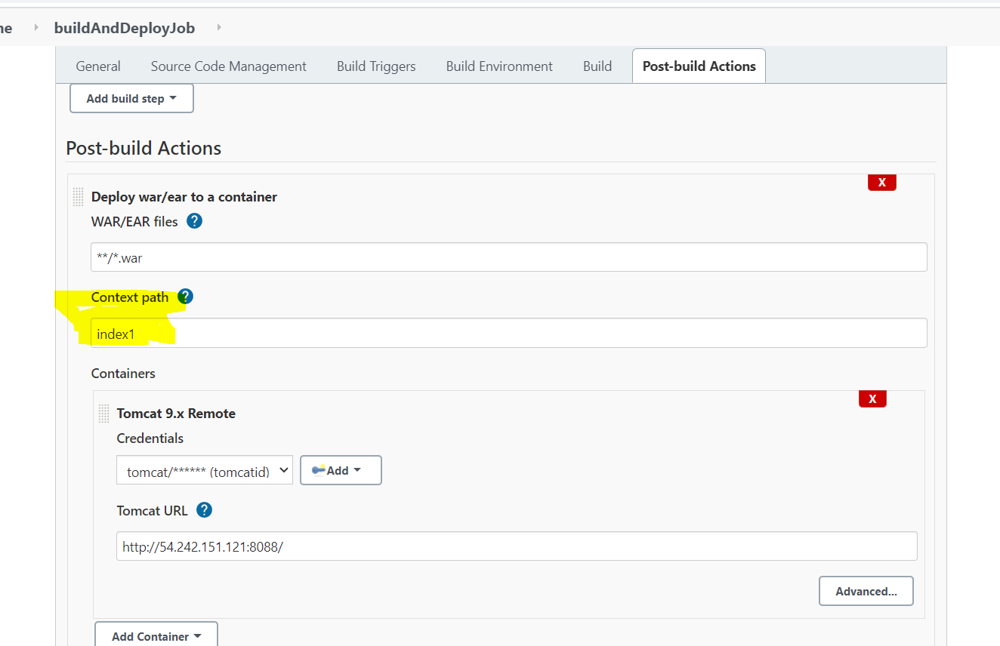 ne buildAndDeployJob
General Source Code Management Build Triggers Build Environment Build Post-build Actions
Add build step
Post-build Actions
X
Deploy war/ear to a container
WAR/EAR files ?
**/*.war
Context path ?
index1
Containers
X
Tomcat 9.x Remote
Credentials
tomcat/****** (tomcatid) Add
Tomcat URL ?
http://54.242.151.121:8088/
Advanced...
Add Container